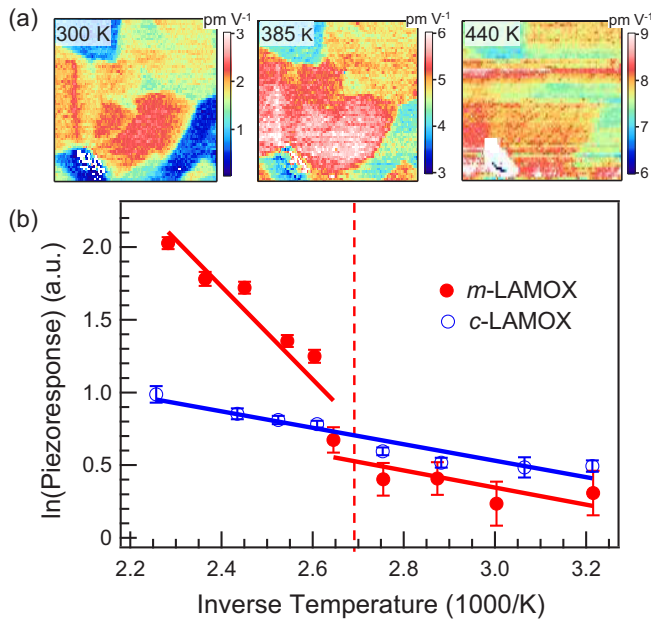 (a)
300 K
pm V⁻¹
3
2
1
385 K
pm V⁻¹
6
5
4
3
440 K
pm V⁻¹
9
8
7
6
(b)
ln(Piezoresponse) (a.u.)
2.0
1.5
1.0
0.5
0
m-LAMOX
c-LAMOX
2.2 2.4 2.6 2.8 3.0 3.2
Inverse Temperature (1000/K)